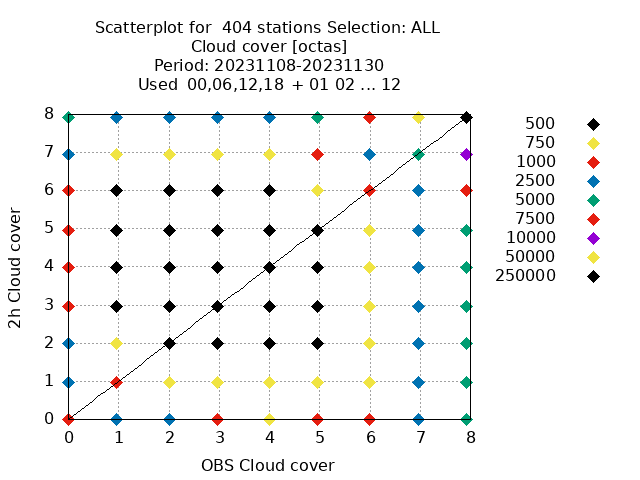 Scatterplot for  404 stations Selection: ALL
Cloud cover [octas]
Period: 20231108-20231130
Used  00,06,12,18  + 01 02 ... 12
8
7
6
5
4
3
2
1
0
2h Cloud cover
0 1 2 3 4 5 6 7 8
OBS Cloud cover
500
750
1000
2500
5000
7500
10000
50000
250000